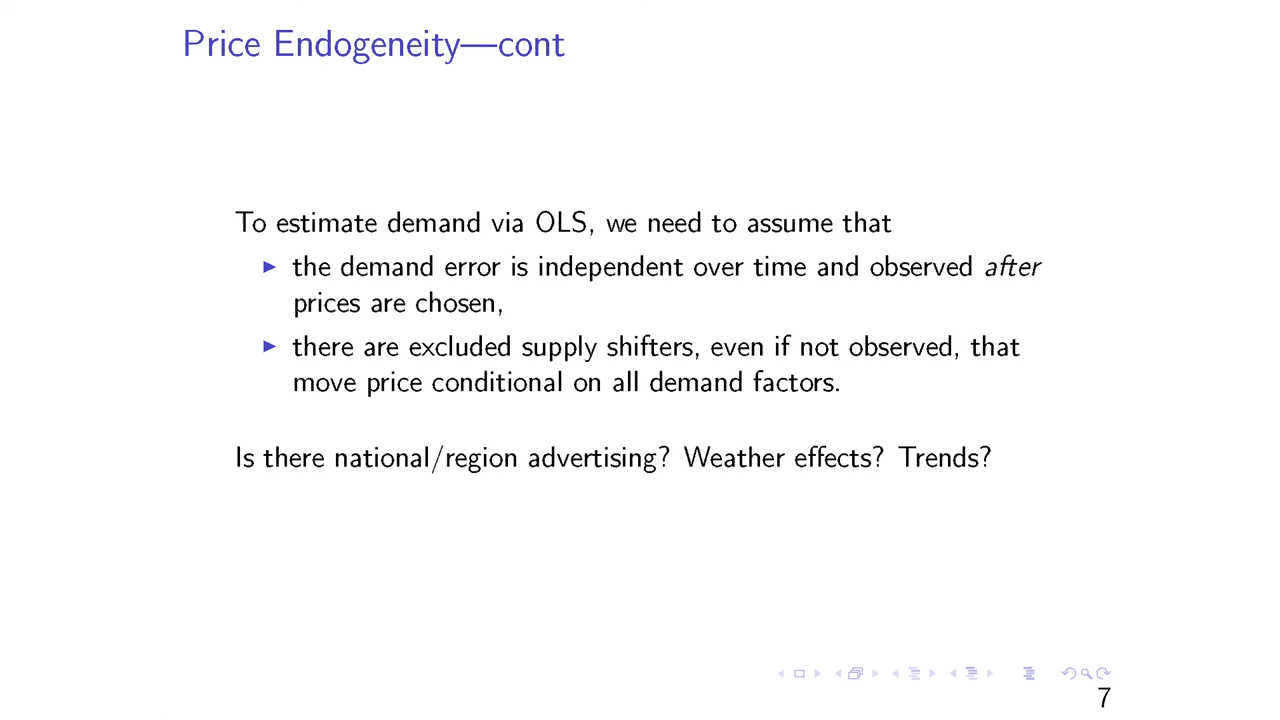 Price Endogeneity—cont
To estimate demand via OLS, we need to assume that
▶ the demand error is independent over time and observed after
prices are chosen,
▶ there are excluded supply shifters, even if not observed, that
move price conditional on all demand factors.
Is there national/region advertising? Weather effects? Trends?
7